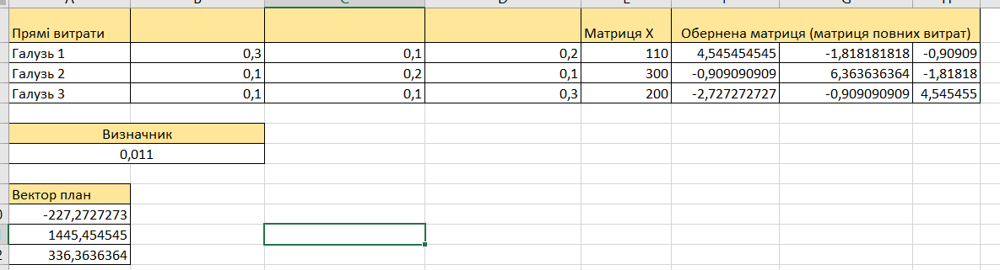 A B C D E F G H
Прямі витрати Матриця X Обернена матриця (матриця повних витрат)
Галузь 1 0,3 0,1 0,2 110 4,545454545 -1,818181818 -0,90909
Галузь 2 0,1 0,2 0,1 300 -0,909090909 6,363636364 -1,81818
Галузь 3 0,1 0,1 0,3 200 -2,727272727 -0,909090909 4,545455
Визначник
0,011
Вектор план
-227,2727273
1445,454545
336,3636364